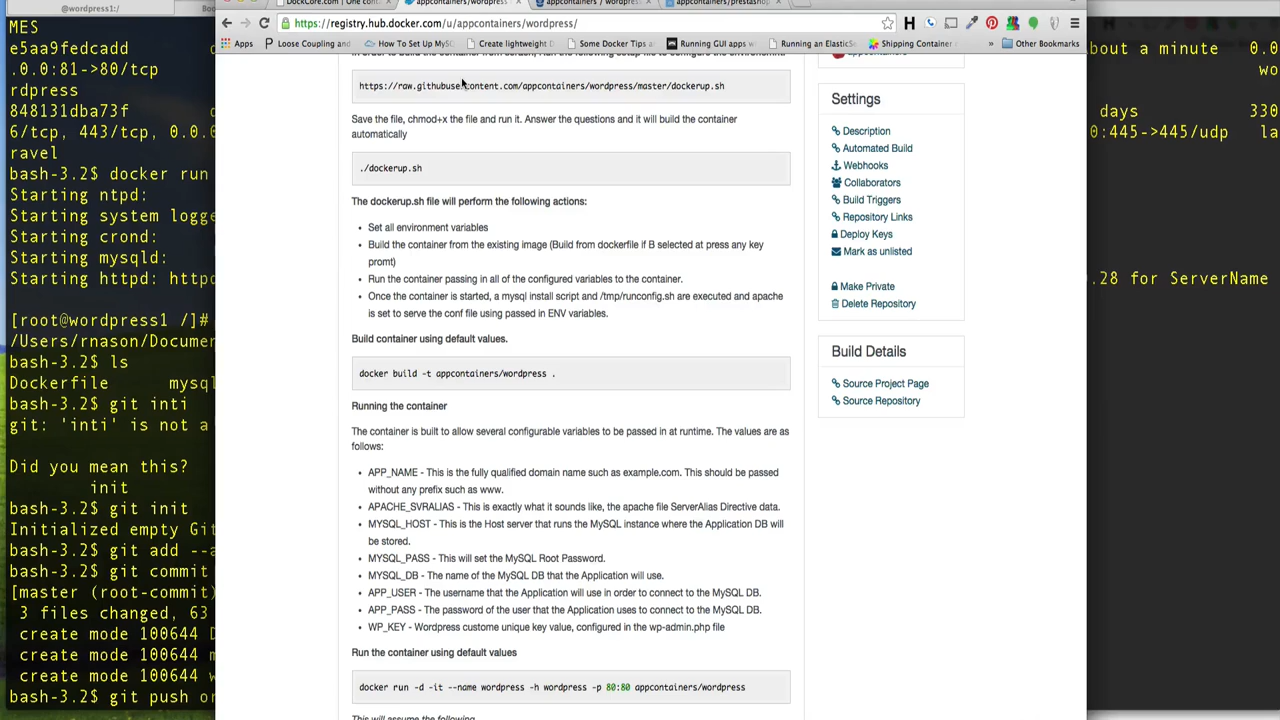 @wordpress1:/
DockCore.com
appcontainers/wordpress
appcontainers / wordpress
appcontainers/prestashop
https://registry.hub.docker.com/u/appcontainers/wordpress/
Apps
Loose Coupling and
How To Set Up MySQ
Create lightweight D
Some Docker Tips a
Running GUI apps w
Running an ElasticSe
Shipping Container
»
Other Bookmarks
MES
e5aa9fedcadd
.0.0:81->80/tcp
rdpress
848131dba73f
6/tcp, 443/tcp, 0.0.0
ravel
bash-3.2$ docker run
Starting ntpd:
Starting system logge
Starting crond:
Starting mysqld:
Starting httpd: httpd
[root@wordpress1 /]#
/Users/rnason/Documen
bash-3.2$ ls
Dockerfile mysql
bash-3.2$ git inti
git: 'inti' is not a
Did you mean this?
init
bash-3.2$ git init
Initialized empty Git
bash-3.2$ git add --a
bash-3.2$ git commit
[master (root-commit)
3 files changed, 63
create mode 100644 D
create mode 100644 m
create mode 100644 w
bash-3.2$ git push or
https://raw.githubusercontent.com/appcontainers/wordpress/master/dockerup.sh
Save the file, chmod+x the file and run it. Answer the questions and it will build the container
automatically
./dockerup.sh
The dockerup.sh file will perform the following actions:
• Set all environment variables
• Build the container from the existing image (Build from dockerfile if B selected at press any key
promt)
• Run the container passing in all of the configured variables to the container.
• Once the container is started, a mysql install script and /tmp/runconfig.sh are executed and apache
is set to serve the conf file using passed in ENV variables.
Build container using default values.
docker build -t appcontainers/wordpress .
Running the container
The container is built to allow several configurable variables to be passed in at runtime. The values are as
follows:
• APP_NAME - This is the fully qualified domain name such as example.com. This should be passed
without any prefix such as www.
• APACHE_SVRALIAS - This is exactly what it sounds like, the apache file ServerAlias Directive data.
• MYSQL_HOST - This is the Host server that runs the MySQL instance where the Application DB will
be stored.
• MYSQL_PASS - This will set the MySQL Root Password.
• MYSQL_DB - The name of the MySQL DB that the Application will use.
• APP_USER - The username that the Application will use in order to connect to the MySQL DB.
• APP_PASS - The password of the user that the Application uses to connect to the MySQL DB.
• WP_KEY - Wordpress custome unique key value, configured in the wp-admin.php file
Run the container using default values
docker run -d -it --name wordpress -h wordpress -p 80:80 appcontainers/wordpress
This will assume the following
Settings
Description
Automated Build
Webhooks
Collaborators
Build Triggers
Repository Links
Deploy Keys
Mark as unlisted
Make Private
Delete Repository
Build Details
Source Project Page
Source Repository
bout a minute 0.0
wo
days 330
0:445->445/udp la
.28 for ServerName